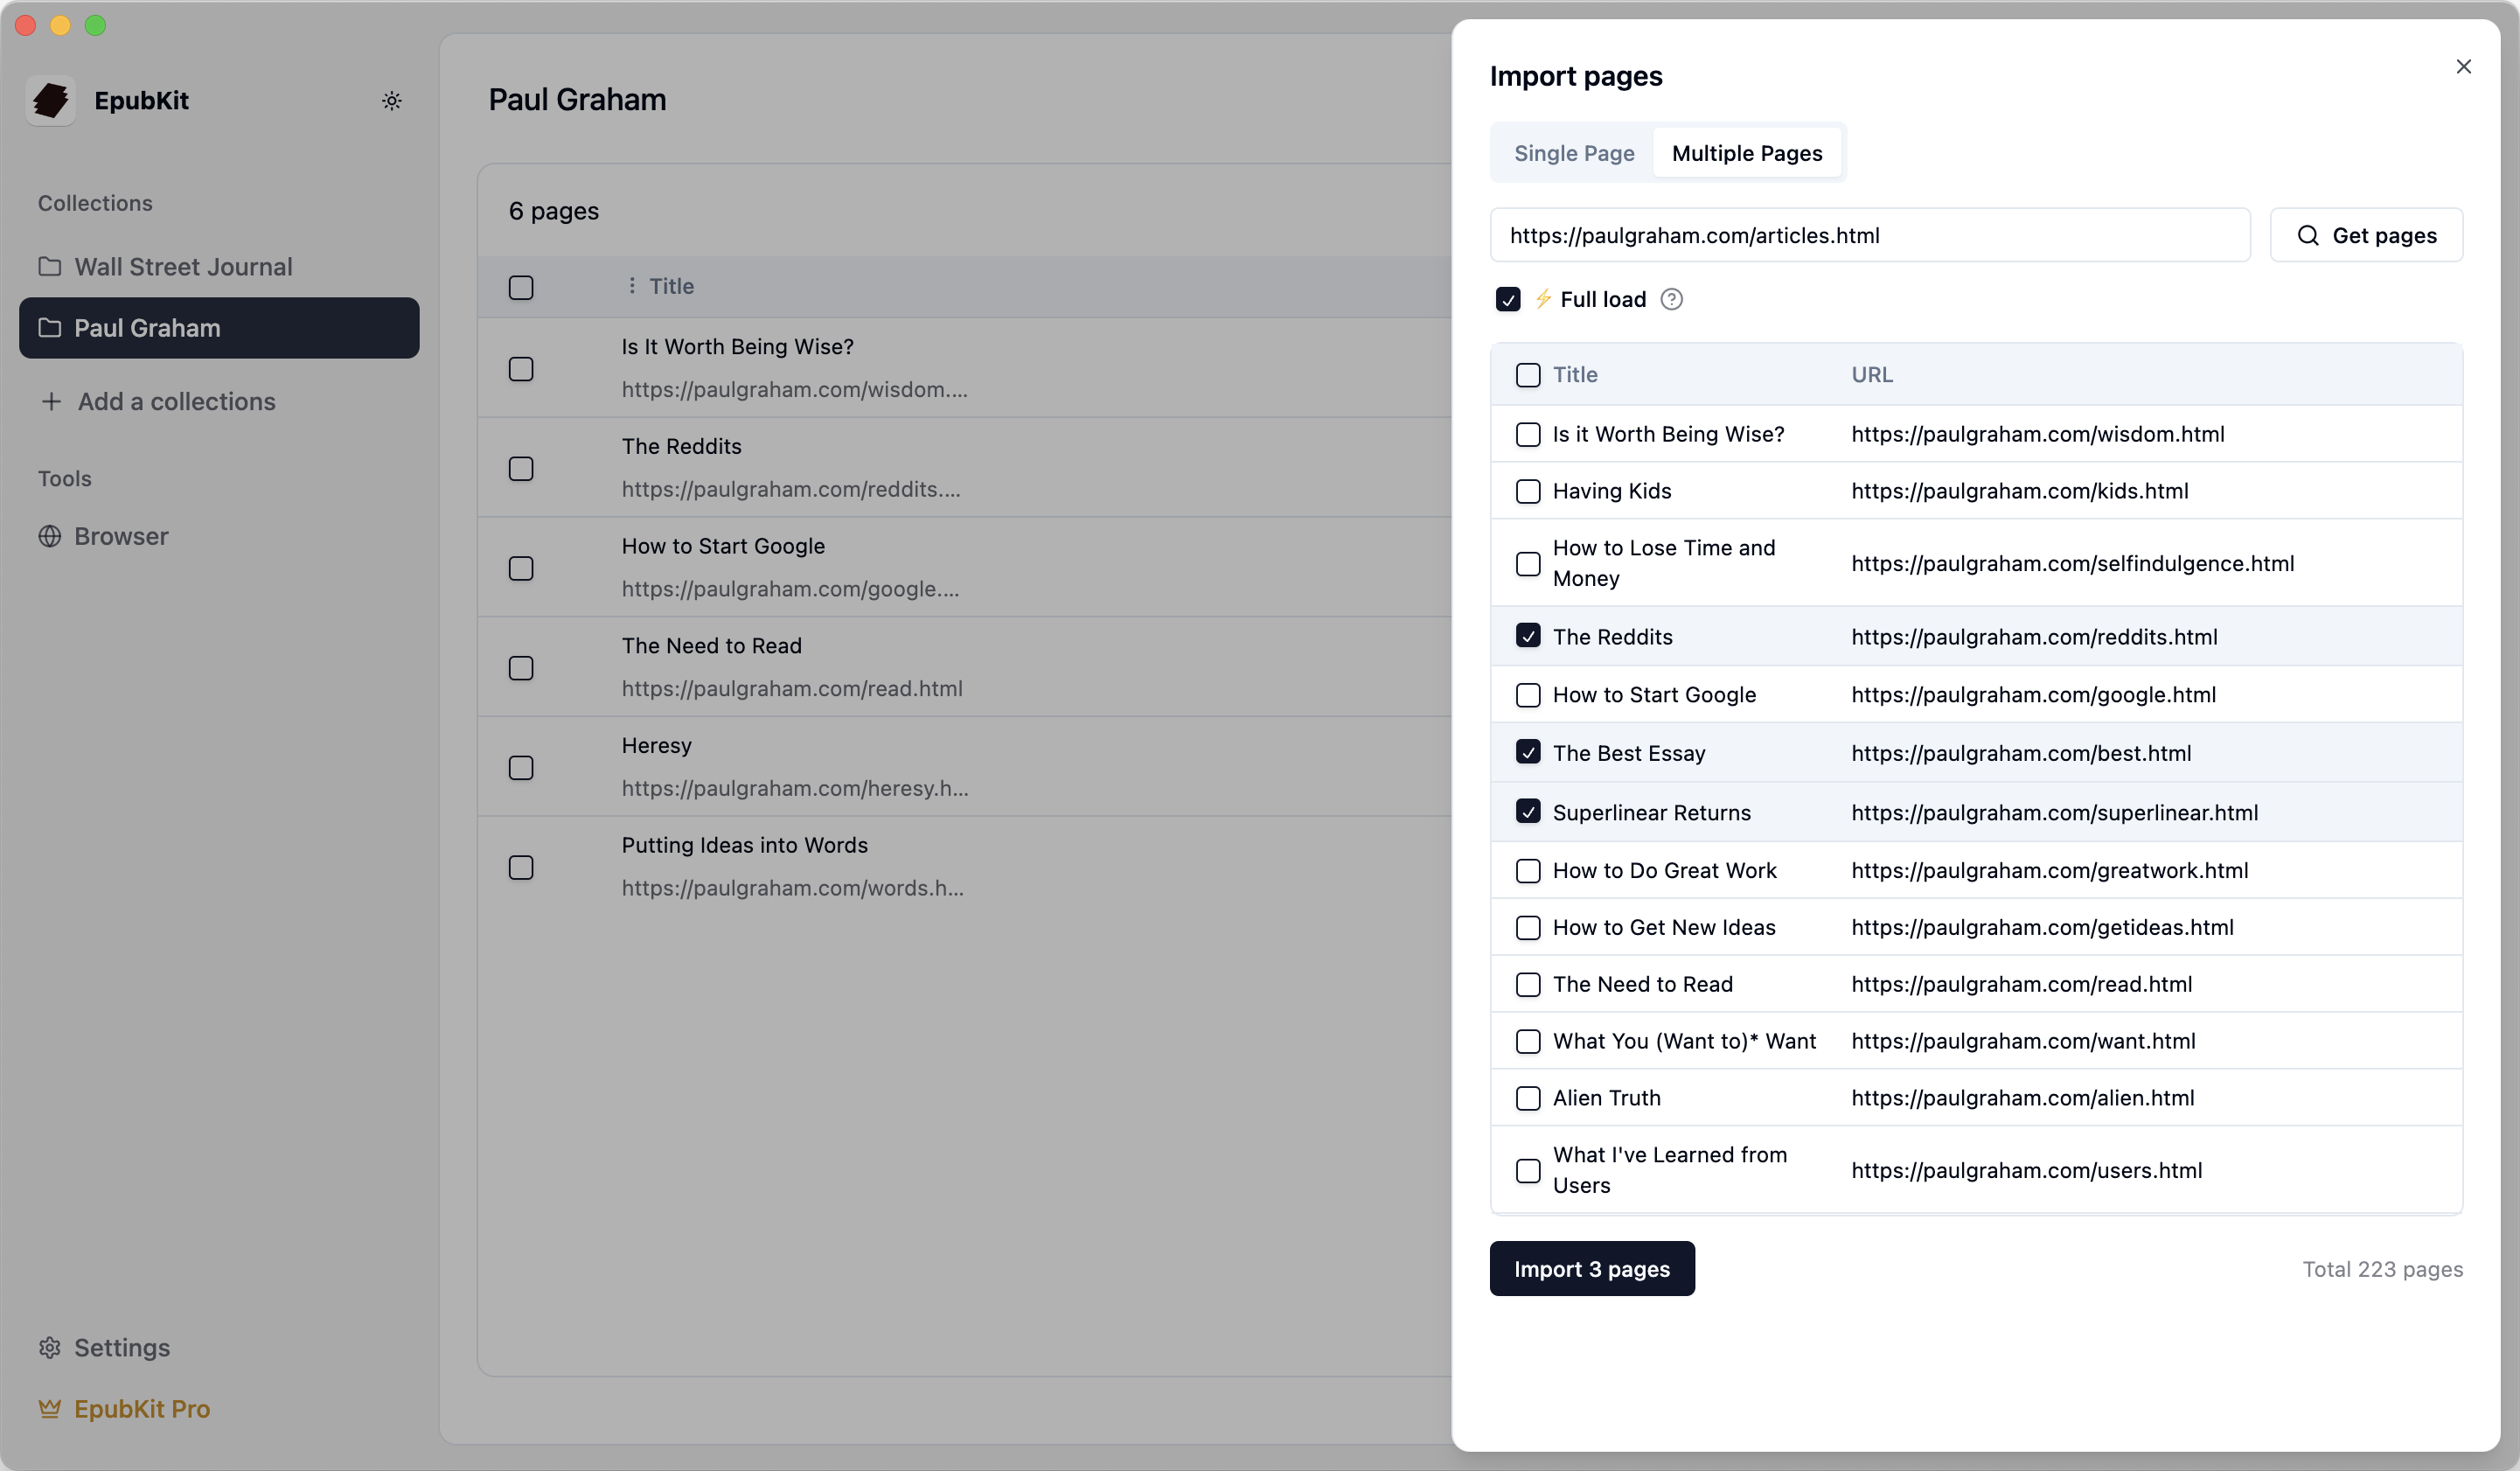 EpubKit
Collections
Wall Street Journal
Paul Graham
Add a collections
Tools
Browser
Settings
EpubKit Pro
Paul Graham
6 pages
Title
Is It Worth Being Wise?
https://paulgraham.com/wisdom....
The Reddits
https://paulgraham.com/reddits....
How to Start Google
https://paulgraham.com/google....
The Need to Read
https://paulgraham.com/read.html
Heresy
https://paulgraham.com/heresy.h...
Putting Ideas into Words
https://paulgraham.com/words.h...
Import pages
Single Page Multiple Pages
https://paulgraham.com/articles.html Get pages
⚡ Full load
Title URL
Is it Worth Being Wise? https://paulgraham.com/wisdom.html
Having Kids https://paulgraham.com/kids.html
How to Lose Time and
Money https://paulgraham.com/selfindulgence.html
The Reddits https://paulgraham.com/reddits.html
How to Start Google https://paulgraham.com/google.html
The Best Essay https://paulgraham.com/best.html
Superlinear Returns https://paulgraham.com/superlinear.html
How to Do Great Work https://paulgraham.com/greatwork.html
How to Get New Ideas https://paulgraham.com/getideas.html
The Need to Read https://paulgraham.com/read.html
What You (Want to)* Want https://paulgraham.com/want.html
Alien Truth https://paulgraham.com/alien.html
What I've Learned from
Users https://paulgraham.com/users.html
Import 3 pages Total 223 pages